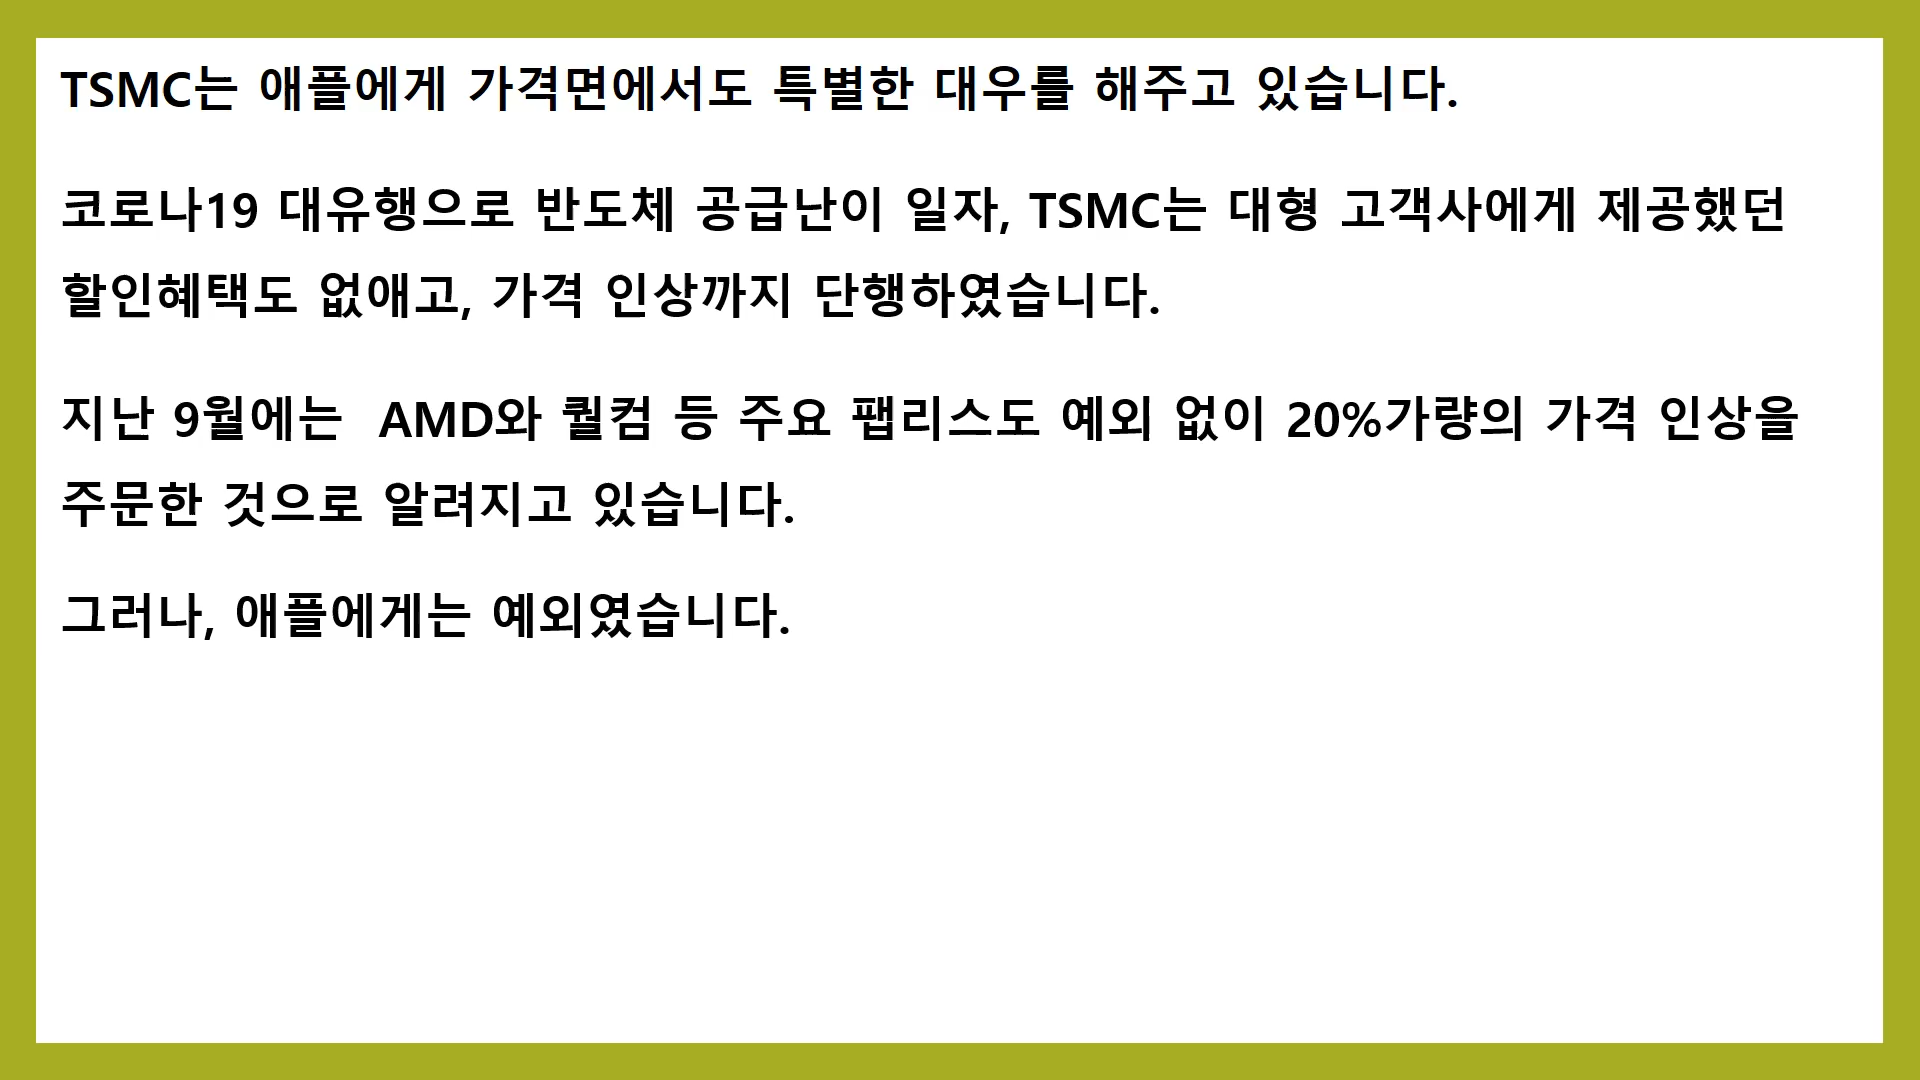 TSMC는 애플에게 가격면에서도 특별한 대우를 해주고 있습니다.
코로나19 대유행으로 반도체 공급난이 일자, TSMC는 대형 고객사에게 제공했던
할인혜택도 없애고, 가격 인상까지 단행하였습니다.
지난 9월에는  AMD와 퀄컴 등 주요 팹리스도 예외 없이 20%가량의 가격 인상을
주문한 것으로 알려지고 있습니다.
그러나, 애플에게는 예외였습니다.